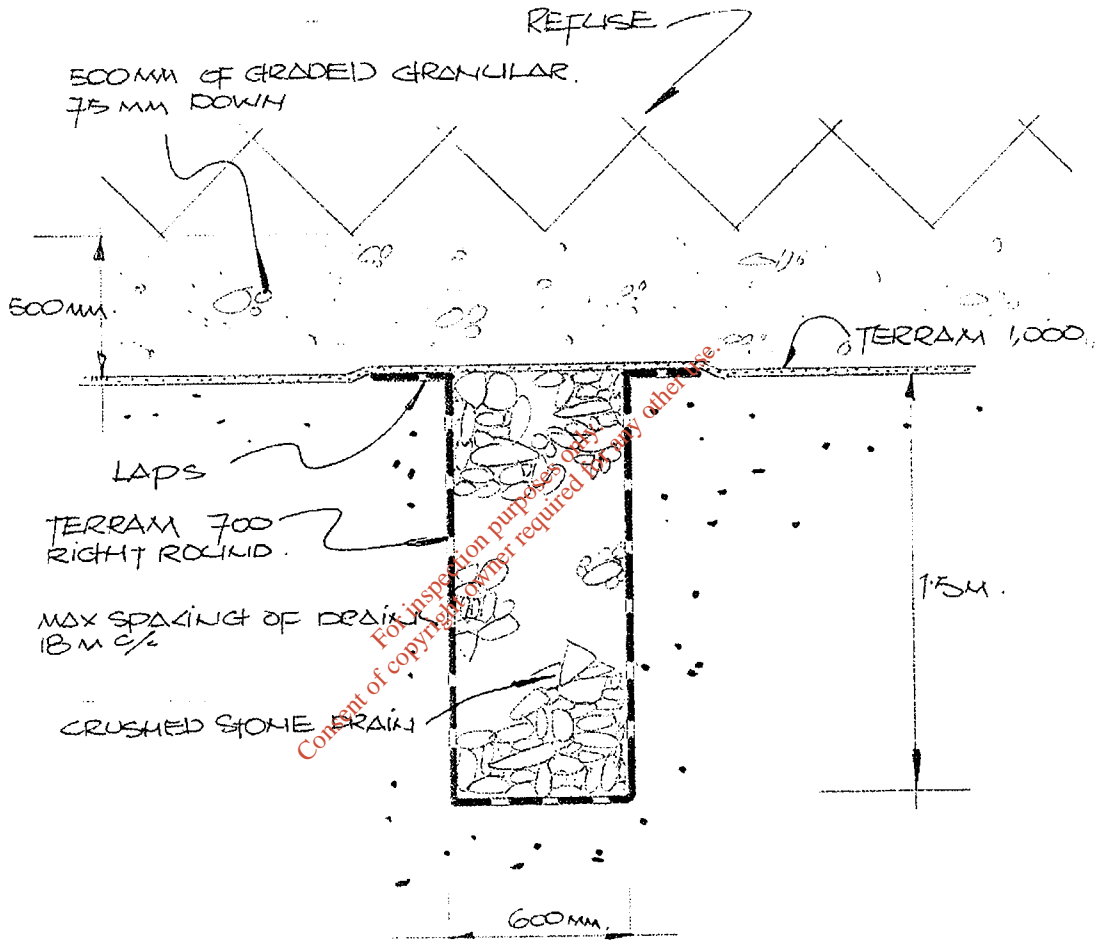 REFUSE
500MM OF GRADED GRANULAR.
75 MM DOWN
500MM.
TERRAM 1,000.
LAPS
TERRAM 700
RIGHT ROUND.
MAX SPACING OF DRAINS
18 M C/C
CRUSHED STONE DRAIN
1.5M.
600MM.
For inspection purposes only.
Consent of copyright owner required for any other use.